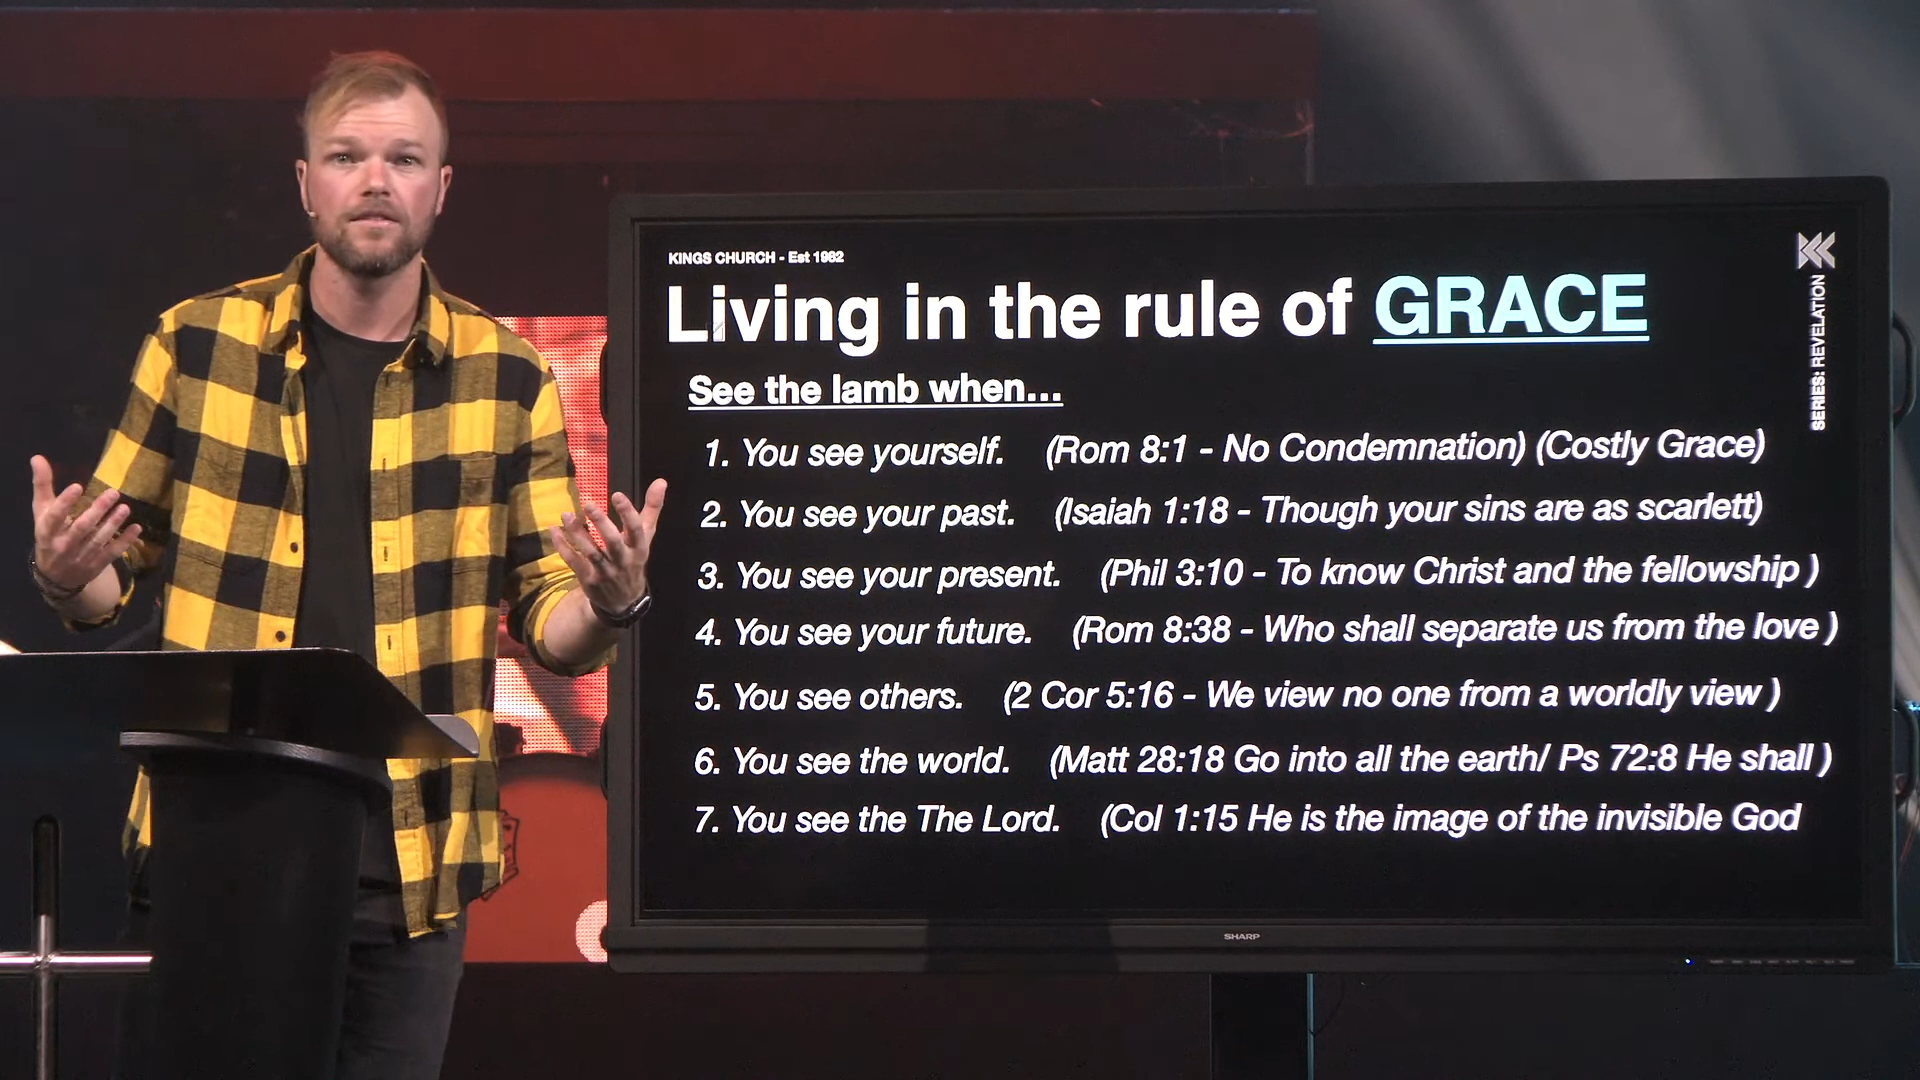 KINGS CHURCH - Est 1982
Living in the rule of GRACE
See the lamb when...
1. You see yourself. (Rom 8:1 - No Condemnation) (Costly Grace)
2. You see your past. (Isaiah 1:18 - Though your sins are as scarlett)
3. You see your present. (Phil 3:10 - To know Christ and the fellowship )
4. You see your future. (Rom 8:38 - Who shall separate us from the love )
5. You see others. (2 Cor 5:16 - We view no one from a worldly view )
6. You see the world. (Matt 28:18 Go into all the earth/ Ps 72:8 He shall )
7. You see the The Lord. (Col 1:15 He is the image of the invisible God
SERIES: REVELATION
SHARP